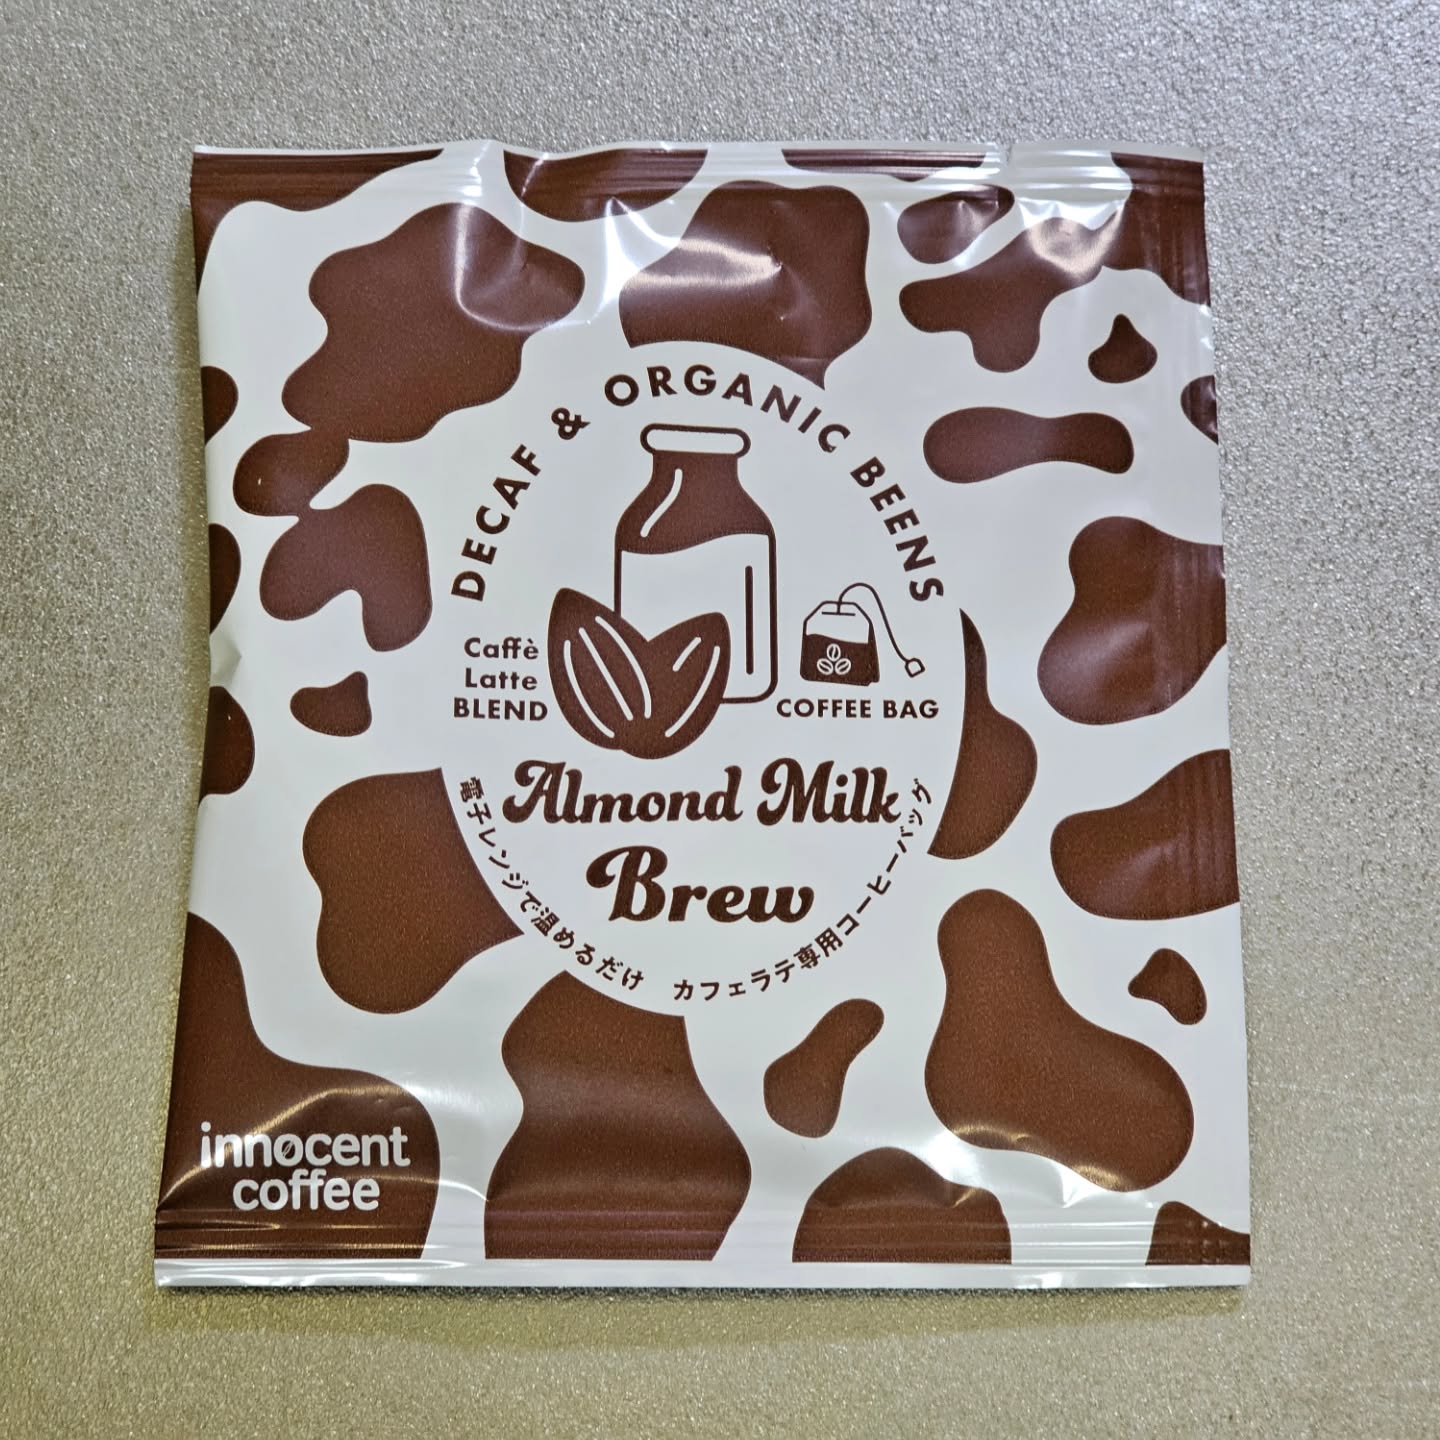 DECAF & ORGANIC BEENS
Caffè
Latte
BLEND
COFFEE BAG
Almond Milk
Brew
電子レンジで温めるだけ カフェラテ専用コーヒーバッグ
innøcent
coffee